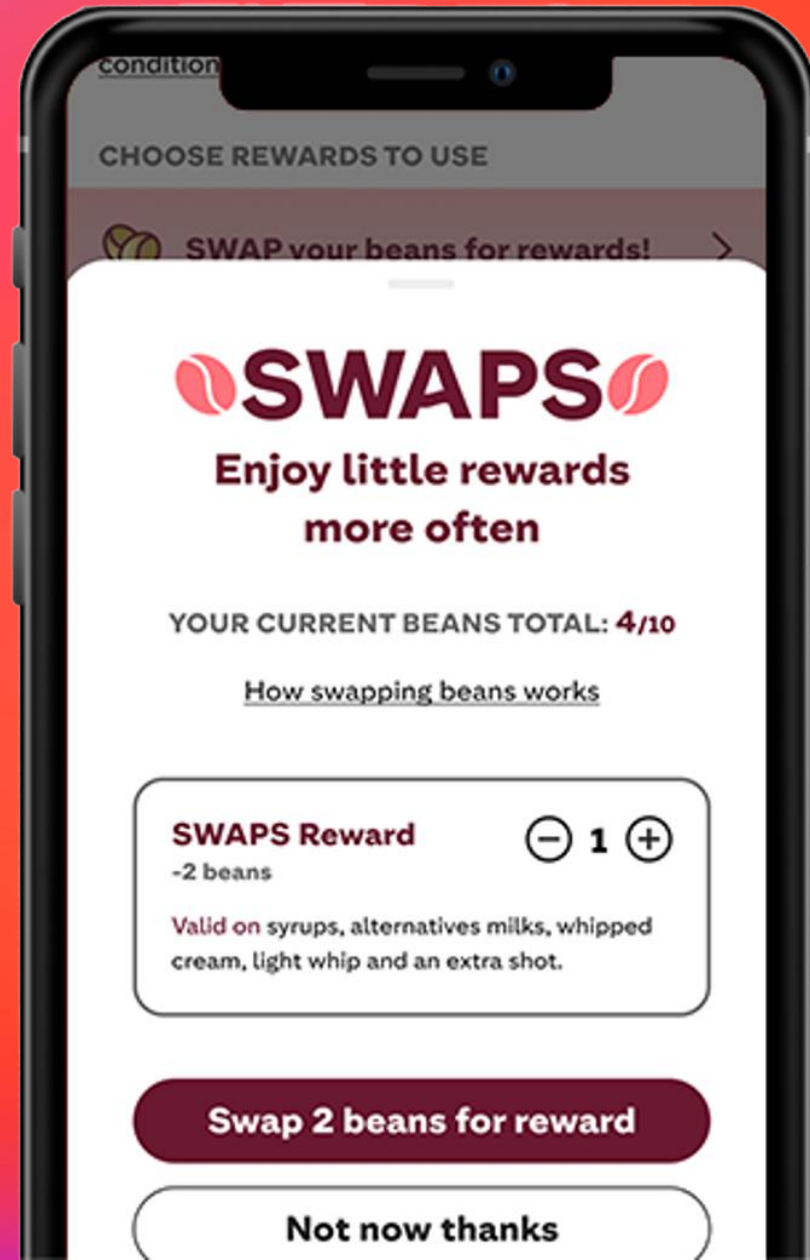 condition
CHOOSE REWARDS TO USE
SWAP your beans for rewards!
SWAPS
Enjoy little rewards
more often
YOUR CURRENT BEANS TOTAL: 4/10
How swapping beans works
SWAPS Reward
1
-2 beans
Valid on syrups, alternatives milks, whipped
cream, light whip and an extra shot.
Swap 2 beans for reward
Not now thanks